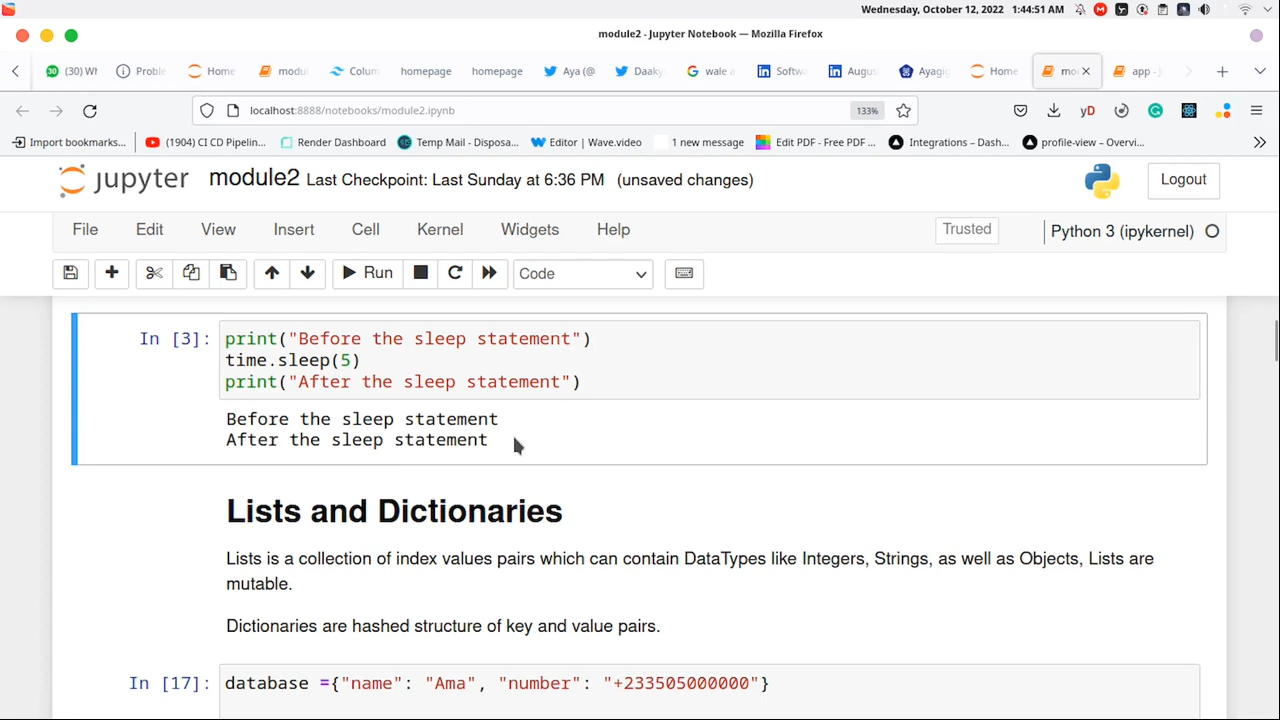 Wednesday, October 12, 2022 1:44:51 AM
module2 - Jupyter Notebook — Mozilla Firefox
30 (30) Wh Proble Home modu Colum homepage homepage Aya (@ Daaky wale a Softw Augus Ayagig Home mo app - J
localhost:8888/notebooks/module2.ipynb 133% yD
Import bookmarks... (1904) CI CD Pipelin... Render Dashboard Temp Mail - Disposa... Editor | Wave.video 1 new message Edit PDF - Free PDF ... Integrations – Dash... profile-view – Overvi...
jupyter module2 Last Checkpoint: Last Sunday at 6:36 PM (unsaved changes) Logout
File Edit View Insert Cell Kernel Widgets Help Trusted Python 3 (ipykernel)
Run Code
In [3]: print("Before the sleep statement")
time.sleep(5)
print("After the sleep statement")
Before the sleep statement
After the sleep statement
Lists and Dictionaries
Lists is a collection of index values pairs which can contain DataTypes like Integers, Strings, as well as Objects, Lists are
mutable.
Dictionaries are hashed structure of key and value pairs.
In [17]: database ={"name": "Ama", "number": "+233505000000"}